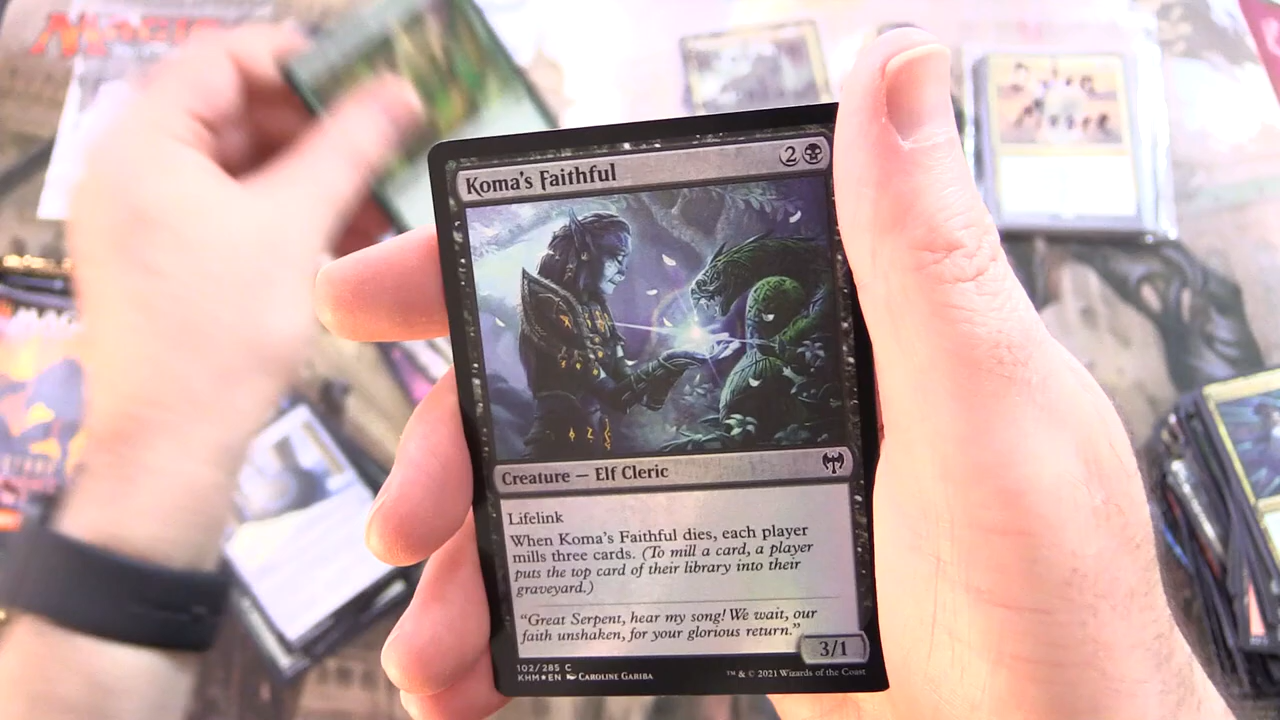 Magic
Koma's Faithful
2
Creature — Elf Cleric
Lifelink
When Koma's Faithful dies, each player
mills three cards. (To mill a card, a player
puts the top card of their library into their
graveyard.)
"Great Serpent, hear my song! We wait, our
faith unshaken, for your glorious return."
3/1
102/285 C
KHM★EN Caroline Gariba
™ & © 2021 Wizards of the Coast